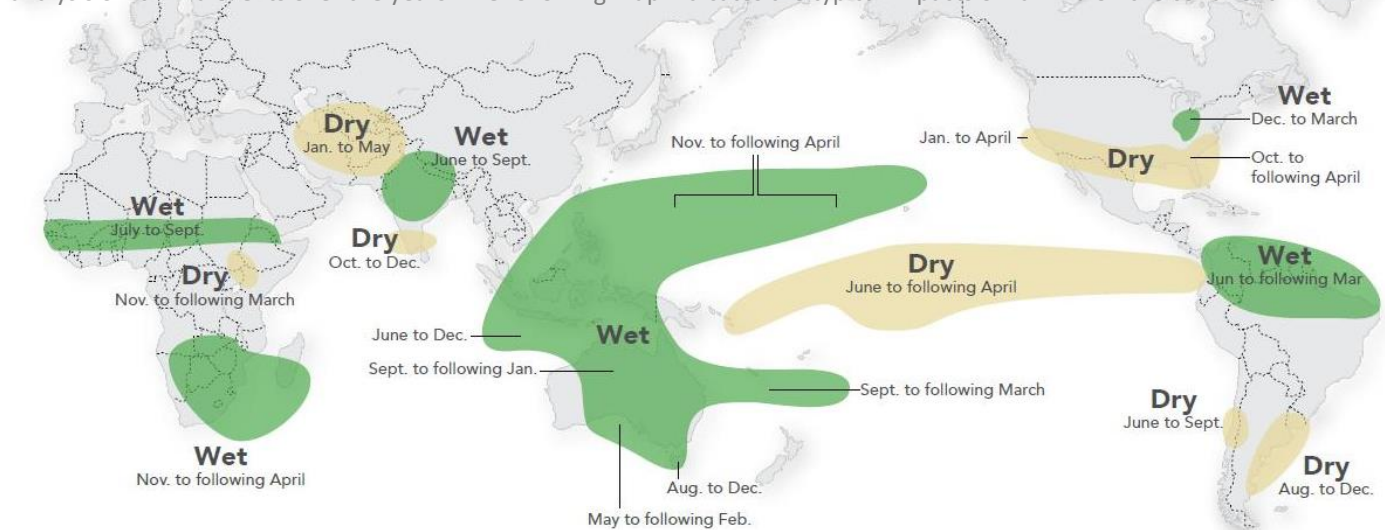 Wet
Dec. to March
Dry
Jan. to May
Wet
June to Sept.
Nov. to following April
Jan. to April
Dry
Oct. to
following April
Wet
July to Sept.
Dry
Oct. to Dec.
Dry
Nov. to following March
Dry
June to following April
Wet
Jun to following Mar
June to Dec.
Wet
Sept. to following Jan.
Sept. to following March
Dry
June to Sept.
Wet
Nov. to following April
Dry
Aug. to Dec.
Aug. to Dec.
May to following Feb.